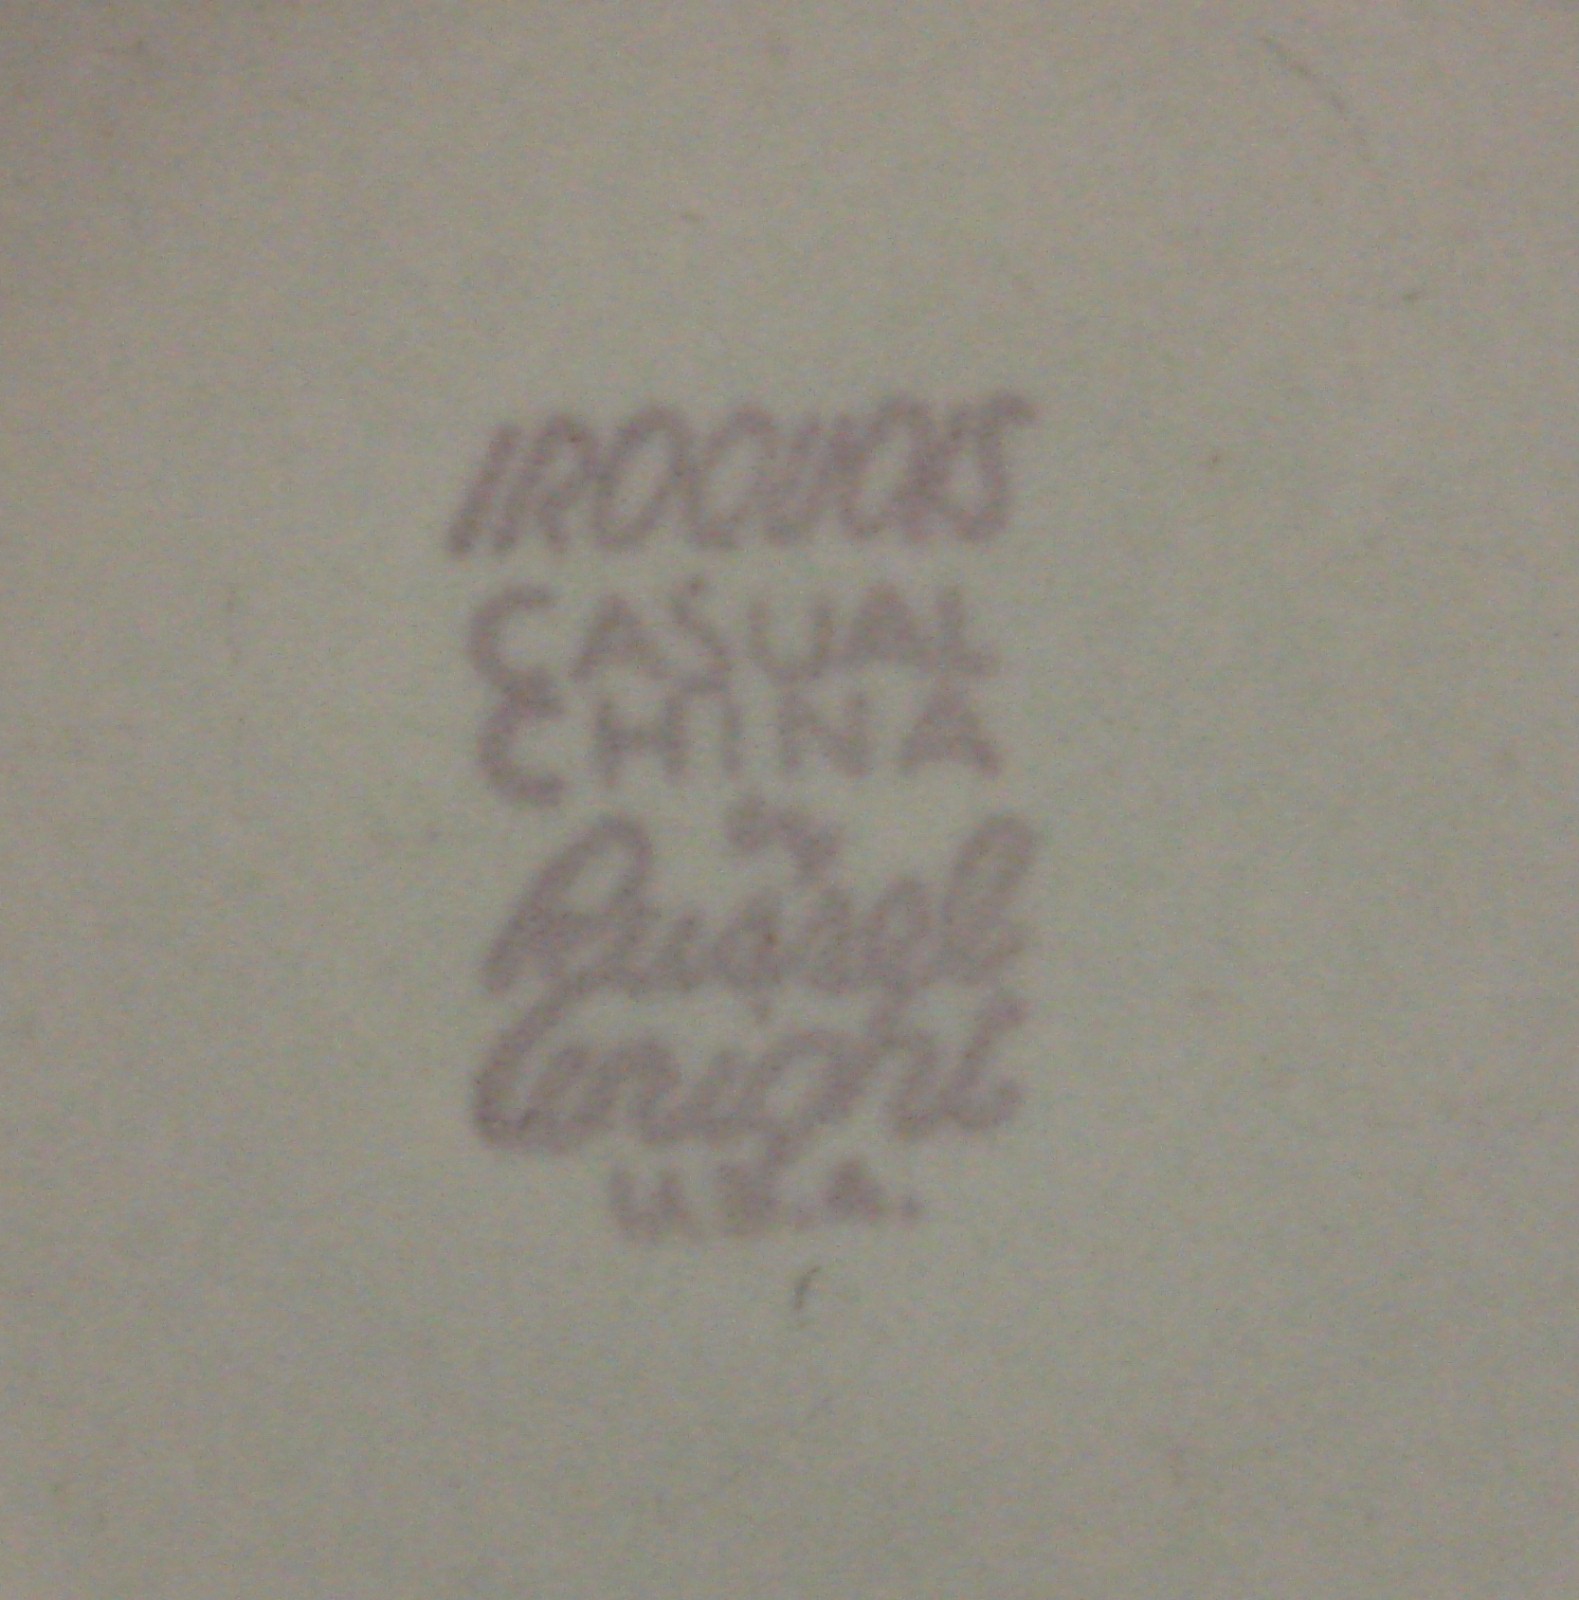 IROQUOIS
CASUAL
CHINA
by
Russel
Wright
U.S.A.